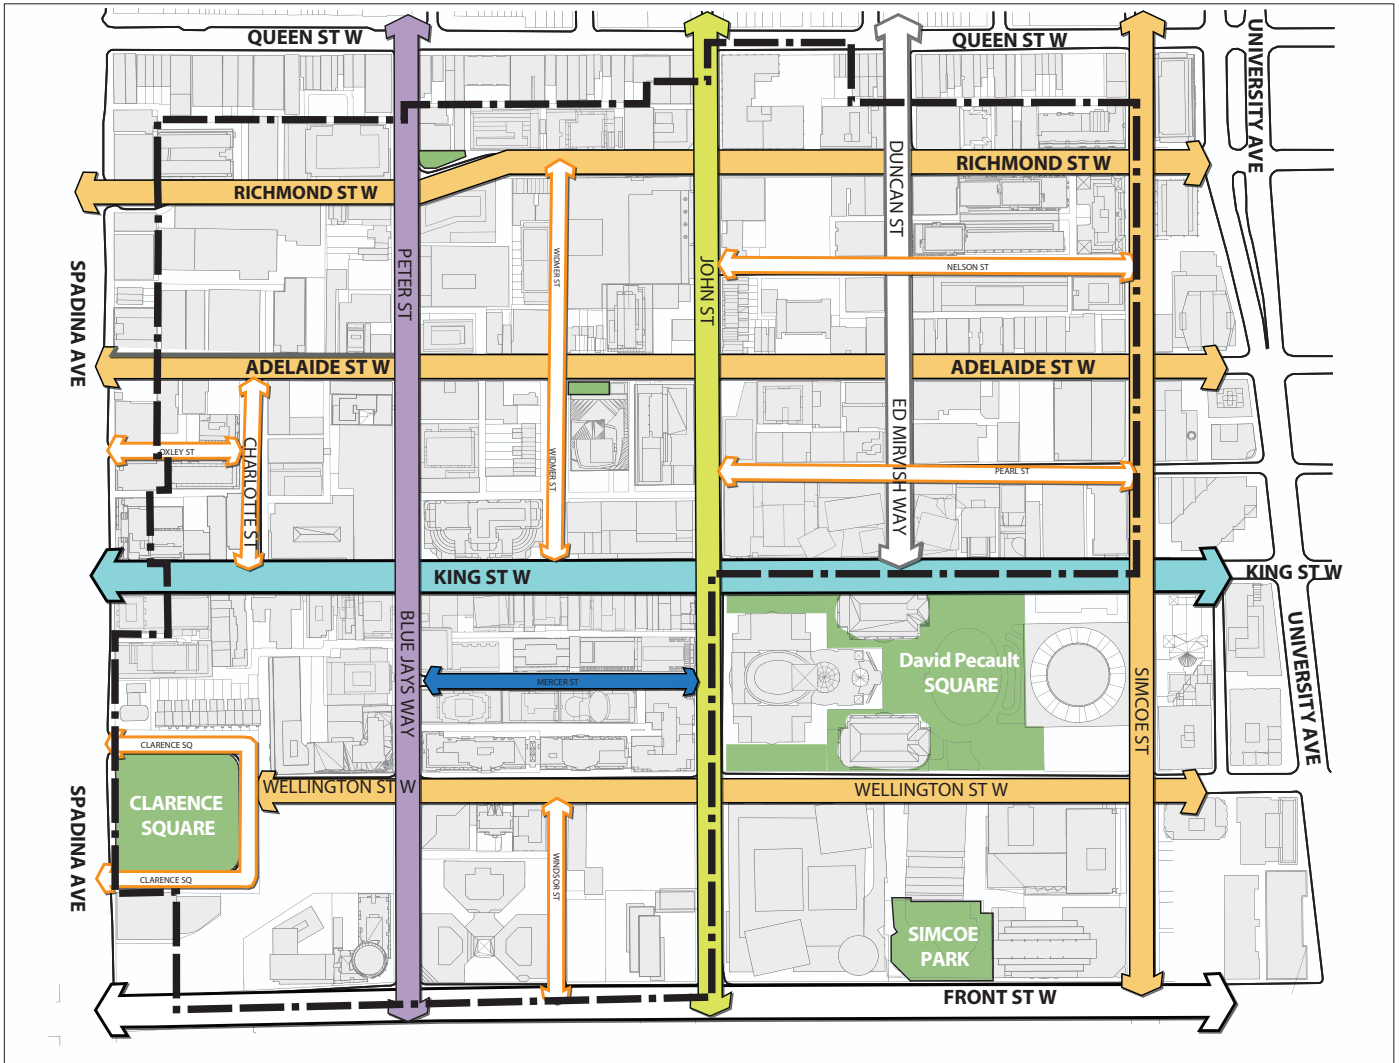 QUEEN ST W
QUEEN ST W
UNIVERSITY AVE
RICHMOND ST W
RICHMOND ST W
DUNCAN ST
PETER ST
WIDMER ST
JOHN ST
NELSON ST
SPADINA AVE
ADELAIDE ST W
ADELAIDE ST W
OXLEY ST
CHARLOTTE ST
WIDMER ST
ED MIRVISH WAY
PEARL ST
KING ST W
KING ST W
BLUE JAYS WAY
MERCER ST
David Pecault
SQUARE
SIMCOE ST
UNIVERSITY AVE
CLARENCE SQ
WELLINGTON ST W
WELLINGTON ST W
CLARENCE
SQUARE
SPADINA AVE
CLARENCE SQ
WINDSOR ST
SIMCOE
PARK
FRONT ST W